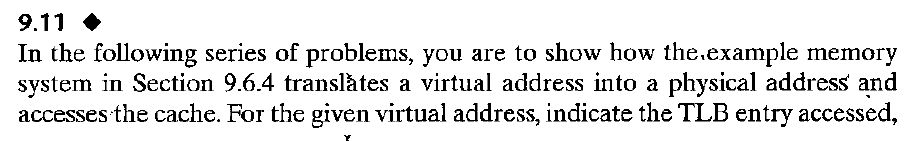 9.11 ◆
In the following series of problems, you are to show how the example memory
system in Section 9.6.4 translates a virtual address into a physical address and
accesses the cache. For the given virtual address, indicate the TLB entry accessed,